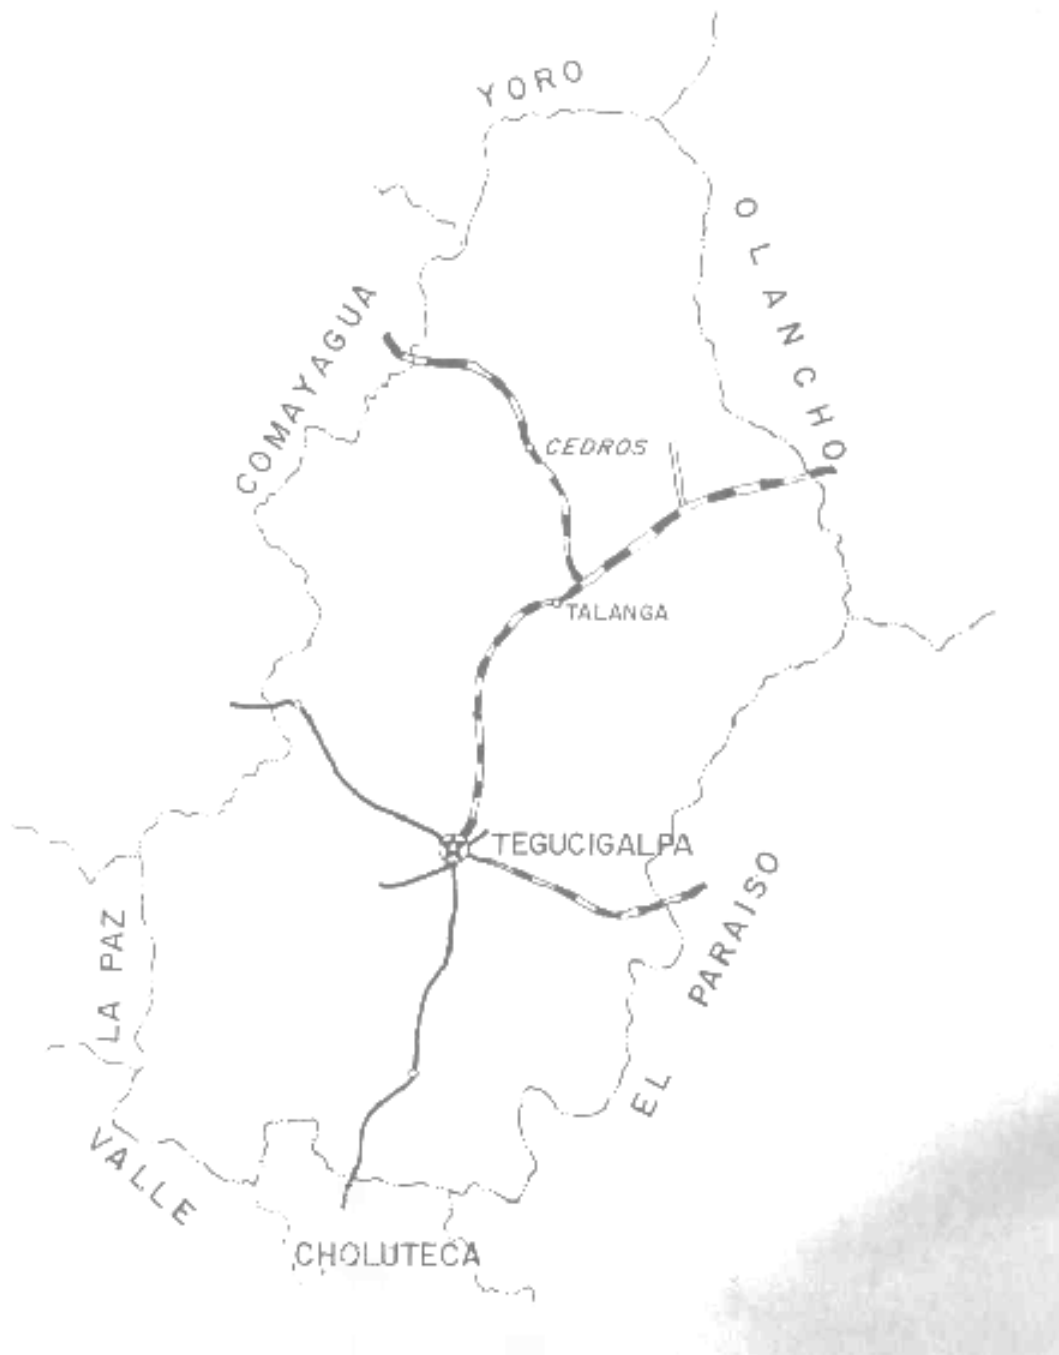 YORO
OLANCHO
COMAYAGUA
CEDROS
TALANGA
TEGUCIGALPA
EL PARAISO
LA PAZ
VALLE
CHOLUTECA